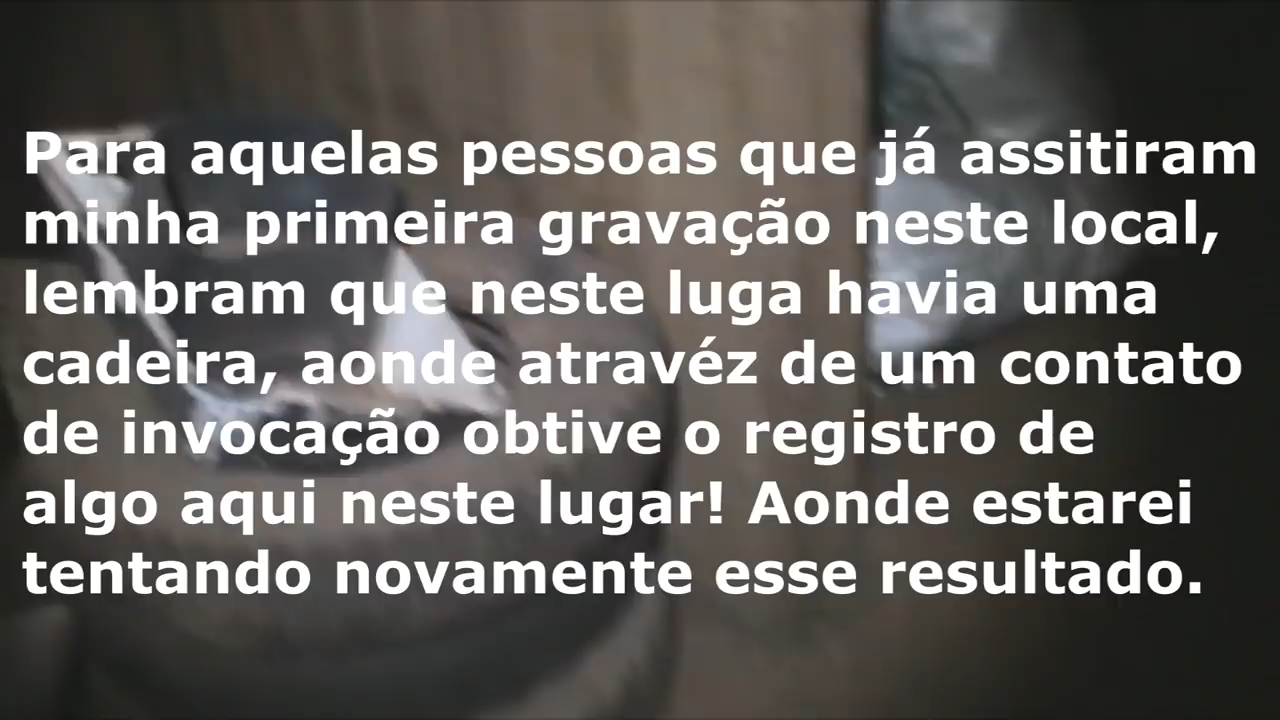 Para aquelas pessoas que já assitiram
minha primeira gravação neste local,
lembram que neste luga havia uma
cadeira, aonde atravéz de um contato
de invocação obtive o registro de
algo aqui neste lugar! Aonde estarei
tentando novamente esse resultado.